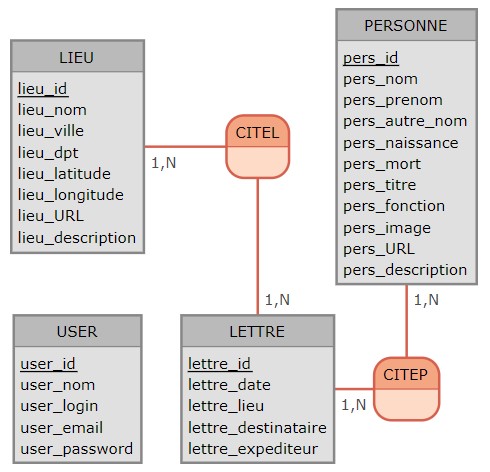 LIEU
lieu_id
lieu_nom
lieu_ville
lieu_dpt
lieu_latitude
lieu_longitude
lieu_URL
lieu_description
1,N
CITEL
1,N
PERSONNE
pers_id
pers_nom
pers_prenom
pers_autre_nom
pers_naissance
pers_mort
pers_titre
pers_fonction
pers_image
pers_URL
pers_description
1,N
CITEP
1,N
USER
user_id
user_nom
user_login
user_email
user_password
LETTRE
lettre_id
lettre_date
lettre_lieu
lettre_destinataire
lettre_expediteur